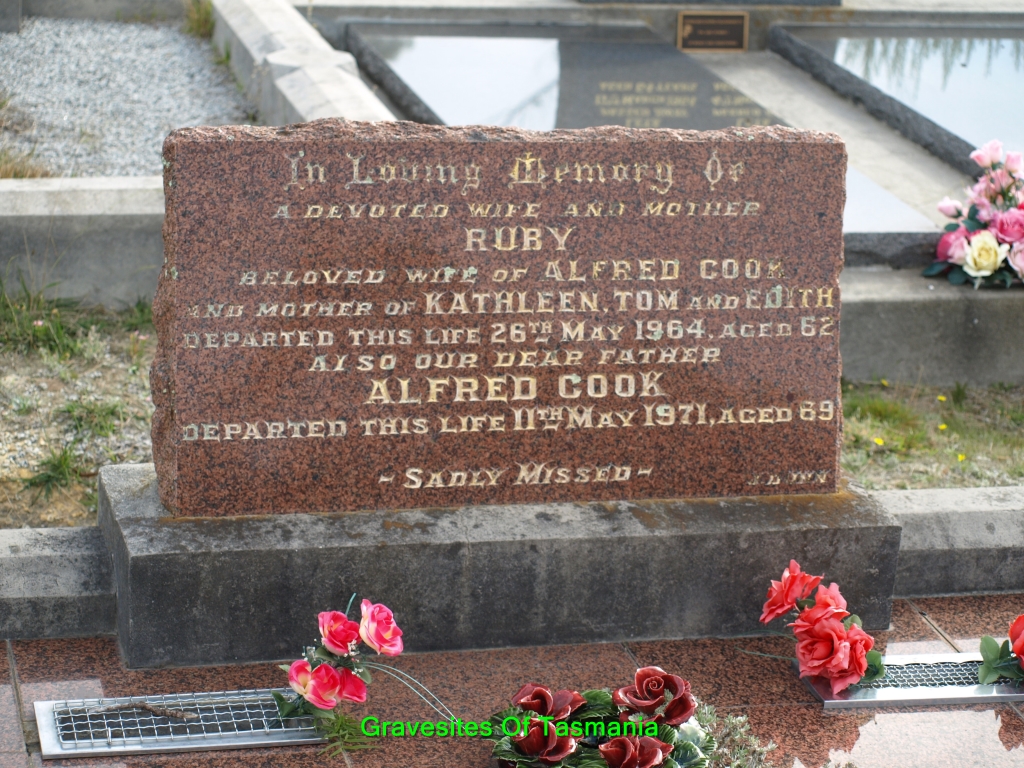 In Loving Memory Of
A DEVOTED WIFE AND MOTHER
RUBY
BELOVED WIFE OF ALFRED COOK
AND MOTHER OF KATHLEEN, TOM AND EDITH
DEPARTED THIS LIFE 26TH MAY 1964, AGED 62
ALSO OUR DEAR FATHER
ALFRED COOK
DEPARTED THIS LIFE 11TH MAY 1971, AGED 69
~ SADLY MISSED ~
Gravesites Of Tasmania